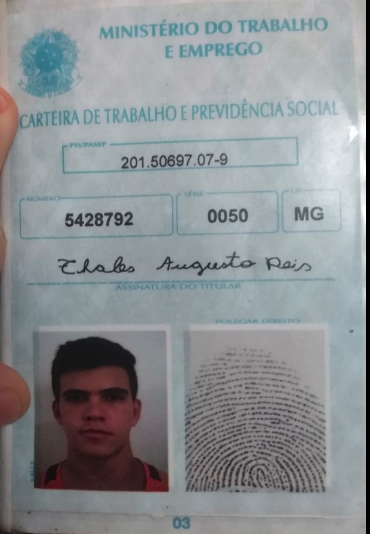 MINISTÉRIO DO TRABALHO
E EMPREGO
CARTEIRA DE TRABALHO E PREVIDÊNCIA SOCIAL
PIS/PASEP
201.50697.07-9
NÚMERO SÉRIE UF
5428792 0050 MG
Thales Augusto Reis
ASSINATURA DO TITULAR
POLEGAR DIREITO
03